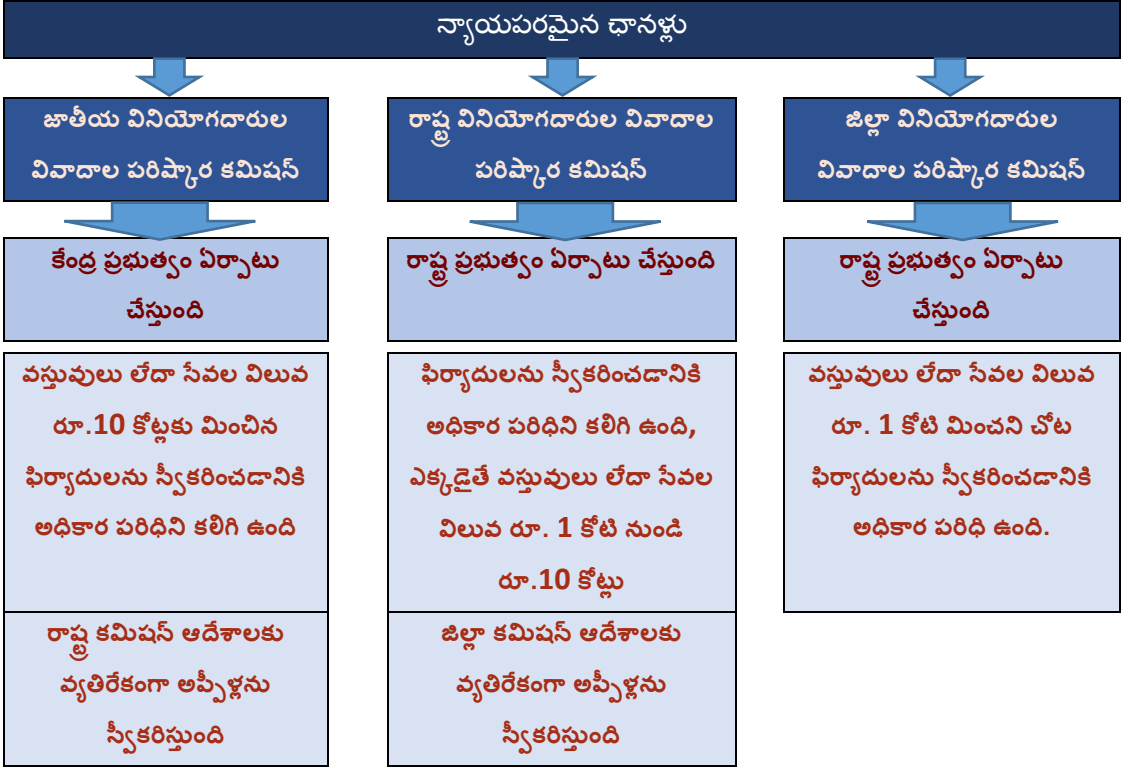 న్యాయపరమైన ఛానళ్లు
జాతీయ వినియోగదారుల
వివాదాల పరిష్కార కమిషన్
కేంద్ర ప్రభుత్వం ఏర్పాటు
చేస్తుంది
వస్తువులు లేదా సేవల విలువ
రూ.10 కోట్లకు మించిన
ఫిర్యాదులను స్వీకరించడానికి
అధికార పరిధిని కలిగి ఉంది
రాష్ట్ర కమిషన్ ఆదేశాలకు
వ్యతిరేకంగా అప్పీళ్లను
స్వీకరిస్తుంది
రాష్ట్ర వినియోగదారుల వివాదాల
పరిష్కార కమిషన్
రాష్ట్ర ప్రభుత్వం ఏర్పాటు చేస్తుంది
ఫిర్యాదులను స్వీకరించడానికి
అధికార పరిధిని కలిగి ఉంది,
ఎక్కడైతే వస్తువులు లేదా సేవల
విలువ రూ. 1 కోటి నుండి
రూ.10 కోట్లు
జిల్లా కమిషన్ ఆదేశాలకు
వ్యతిరేకంగా అప్పీళ్లను
స్వీకరిస్తుంది
జిల్లా వినియోగదారుల
వివాదాల పరిష్కార కమిషన్
రాష్ట్ర ప్రభుత్వం ఏర్పాటు
చేస్తుంది
వస్తువులు లేదా సేవల విలువ
రూ. 1 కోటి మించని చోట
ఫిర్యాదులను స్వీకరించడానికి
అధికార పరిధి ఉంది.